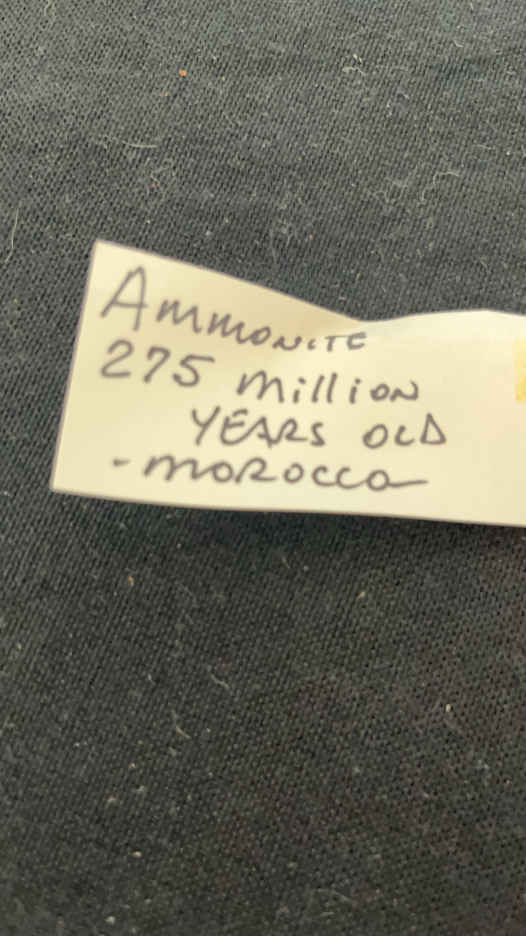 Ammonite
275 million
years old
-morocco